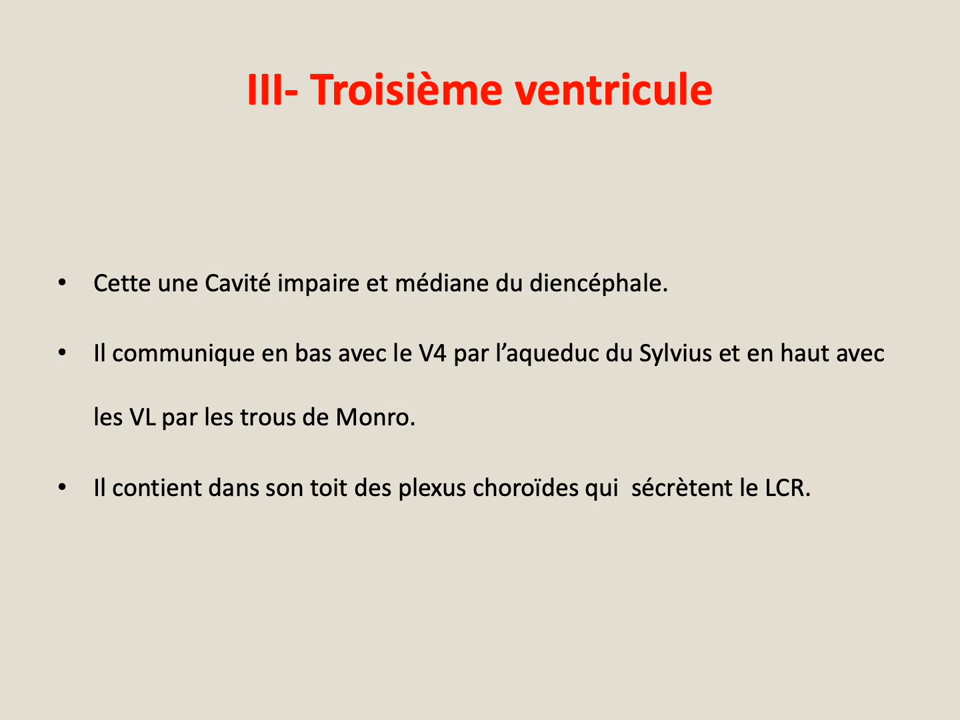 III- Troisième ventricule
• Cette une Cavité impaire et médiane du diencéphale.
• Il communique en bas avec le V4 par l’aqueduc du Sylvius et en haut avec
les VL par les trous de Monro.
• Il contient dans son toit des plexus choroïdes qui  sécrètent le LCR.